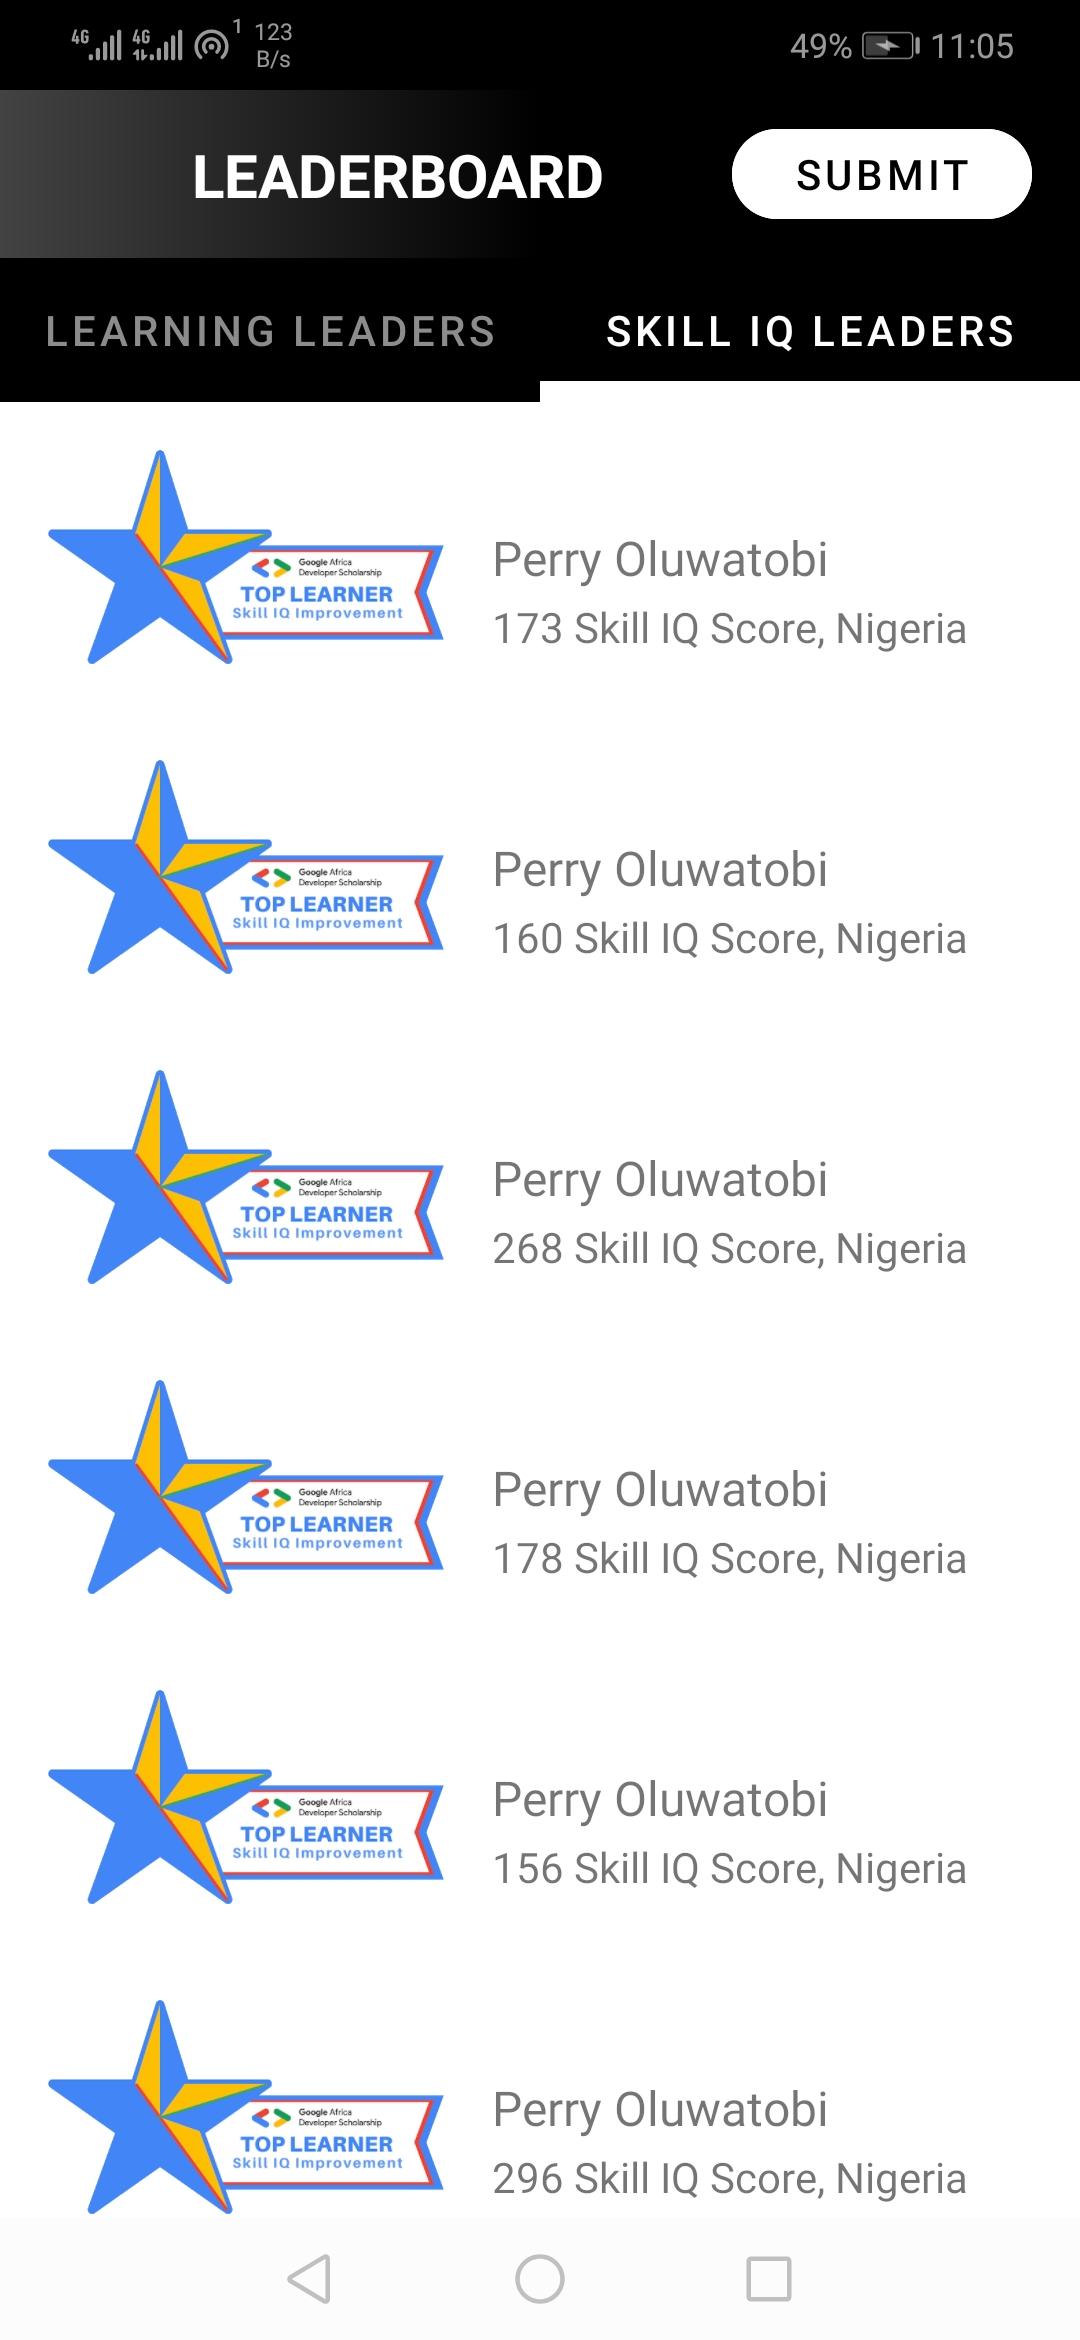 4G 4G 1 123 B/s 49% 11:05
LEADERBOARD SUBMIT
LEARNING LEADERS SKILL IQ LEADERS
Google Africa
Developer Scholarship
TOP LEARNER
Skill IQ Improvement
Perry Oluwatobi
173 Skill IQ Score, Nigeria
Google Africa
Developer Scholarship
TOP LEARNER
Skill IQ Improvement
Perry Oluwatobi
160 Skill IQ Score, Nigeria
Google Africa
Developer Scholarship
TOP LEARNER
Skill IQ Improvement
Perry Oluwatobi
268 Skill IQ Score, Nigeria
Google Africa
Developer Scholarship
TOP LEARNER
Skill IQ Improvement
Perry Oluwatobi
178 Skill IQ Score, Nigeria
Google Africa
Developer Scholarship
TOP LEARNER
Skill IQ Improvement
Perry Oluwatobi
156 Skill IQ Score, Nigeria
Google Africa
Developer Scholarship
TOP LEARNER
Skill IQ Improvement
Perry Oluwatobi
296 Skill IQ Score, Nigeria